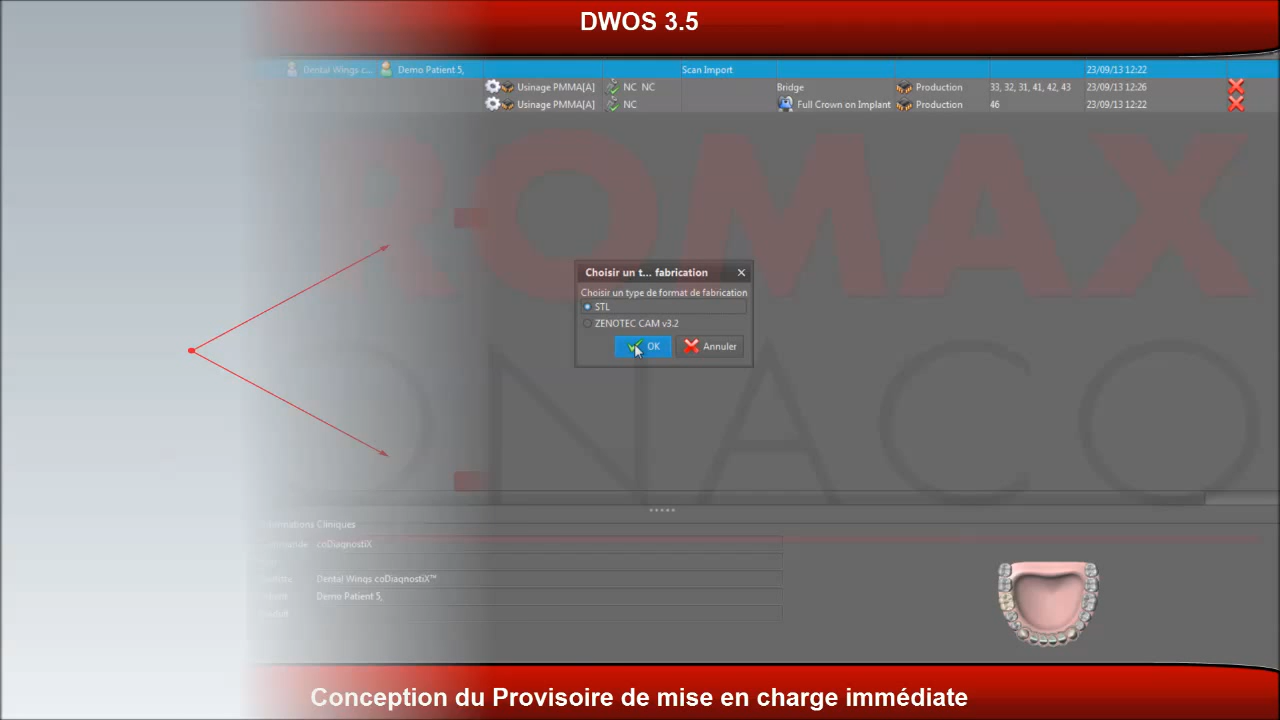 DWOS 3.5
Dental Wings c... Demo Patient 5, Scan Import 23/09/13 12:22
Usinage PMMA[A] NC NC Bridge Production 33, 32, 31, 41, 42, 43 23/09/13 12:26
Usinage PMMA[A] NC Full Crown on Implant Production 46 23/09/13 12:22
ROMAX
Choisir un t... fabrication
Choisir un type de format de fabrication
STL
ZENOTEC CAM v3.2
OK Annuler
ONACO
Cliniques
coDiagnostiX
Dental Wings coDiagnostiX™
Demo Patient 5,
Conception du Provisoire de mise en charge immédiate